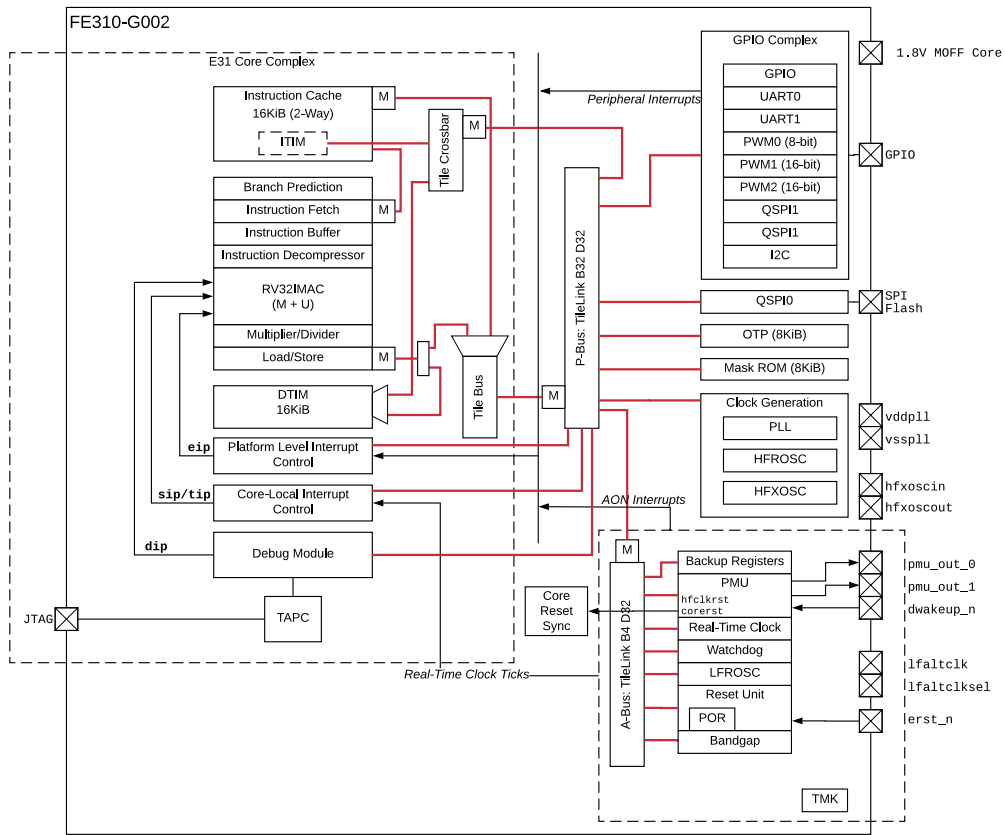 FE310-G002
E31 Core Complex
Instruction Cache
16KiB (2-Way)
M
ITIM
Tile Crossbar
M
Branch Prediction
Instruction Fetch
M
Instruction Buffer
Instruction Decompressor
RV32IMAC
(M + U)
Multiplier/Divider
Load/Store
M
DTIM
16KiB
Tile Bus
M
P-Bus: TileLink B32 D32
eip
Platform Level Interrupt
Control
sip/tip
Core-Local Interrupt
Control
dip
Debug Module
TAPC
JTAG
Peripheral Interrupts
AON Interrupts
Real-Time Clock Ticks
GPIO Complex
GPIO
UART0
UART1
PWM0 (8-bit)
PWM1 (16-bit)
PWM2 (16-bit)
QSPI1
QSPI1
I2C
QSPI0
OTP (8KiB)
Mask ROM (8KiB)
Clock Generation
PLL
HFROSC
HFXOSC
M
A-Bus: TileLink B4 D32
Core
Reset
Sync
Backup Registers
PMU
hfclkrst
corerst
Real-Time Clock
Watchdog
LFROSC
Reset Unit
POR
Bandgap
TMK
1.8V MOFF Core
GPIO
SPI
Flash
vddpll
vsspll
hfxoscin
hfxoscout
pmu_out_0
pmu_out_1
dwakeup_n
lfaltclk
lfaltclksel
erst_n